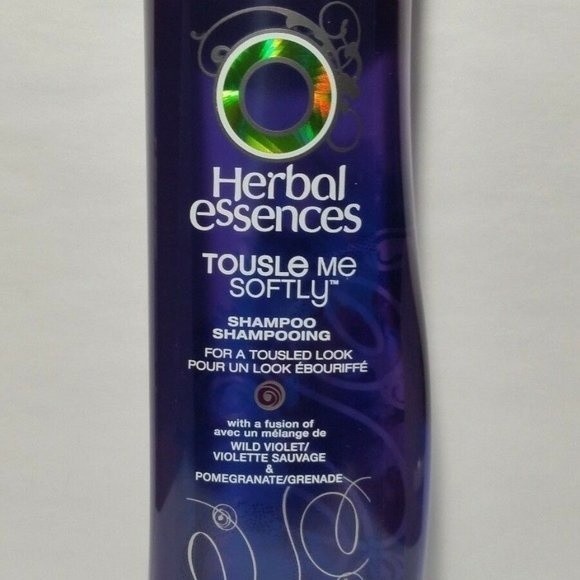 Herbal
essences
TOUSLe Me
SOFTLY™
SHAMPOO
SHAMPOOING
FOR A TOUSLED LOOK
POUR UN LOOK ÉBOURIFFÉ
with a fusion of
avec un mélange de
WILD VIOLET/
VIOLETTE SAUVAGE
&
POMEGRANATE/GRENADE